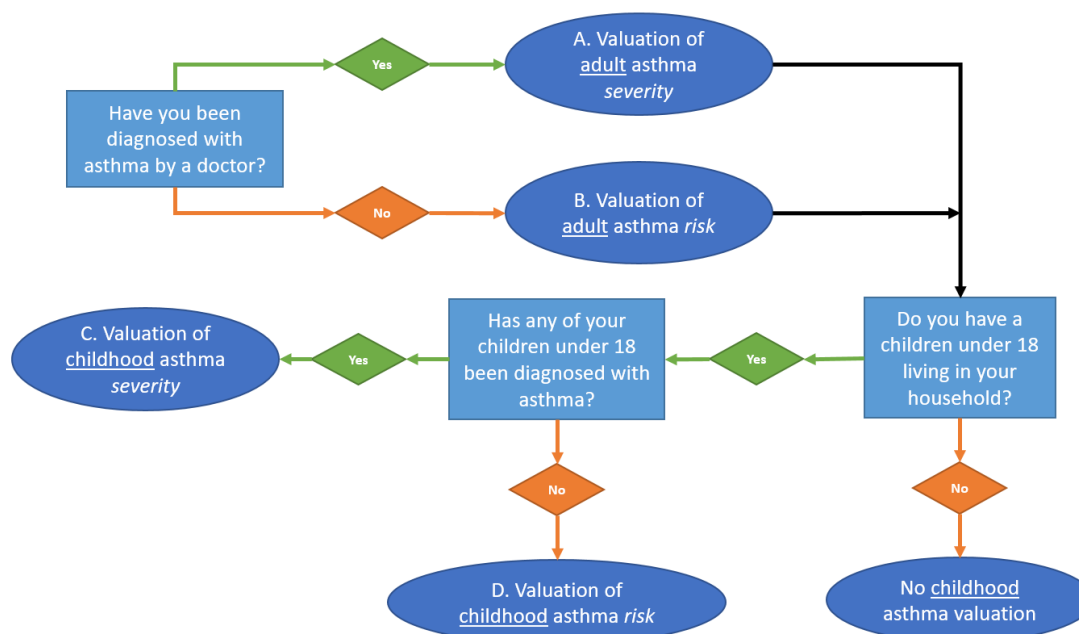 Have you been
diagnosed with
asthma by a doctor?
Yes
A. Valuation of
adult asthma
severity
No
B. Valuation of
adult asthma risk
Do you have a
children under 18
living in your
household?
Yes
Has any of your
children under 18
been diagnosed with
asthma?
Yes
C. Valuation of
childhood asthma
severity
No
D. Valuation of
childhood asthma risk
No
No childhood
asthma valuation